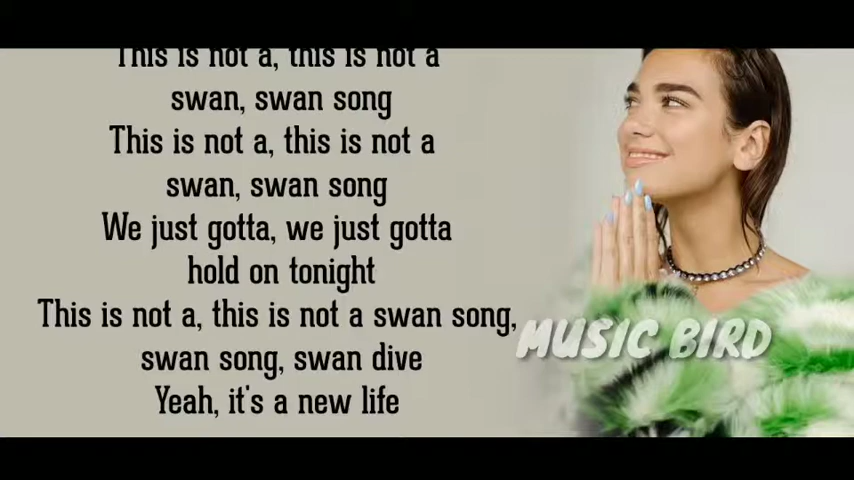 This is not a, this is not a
swan, swan song
This is not a, this is not a
swan, swan song
We just gotta, we just gotta
hold on tonight
This is not a, this is not a swan song,
swan song, swan dive
Yeah, it's a new life
MUSIC BIRD